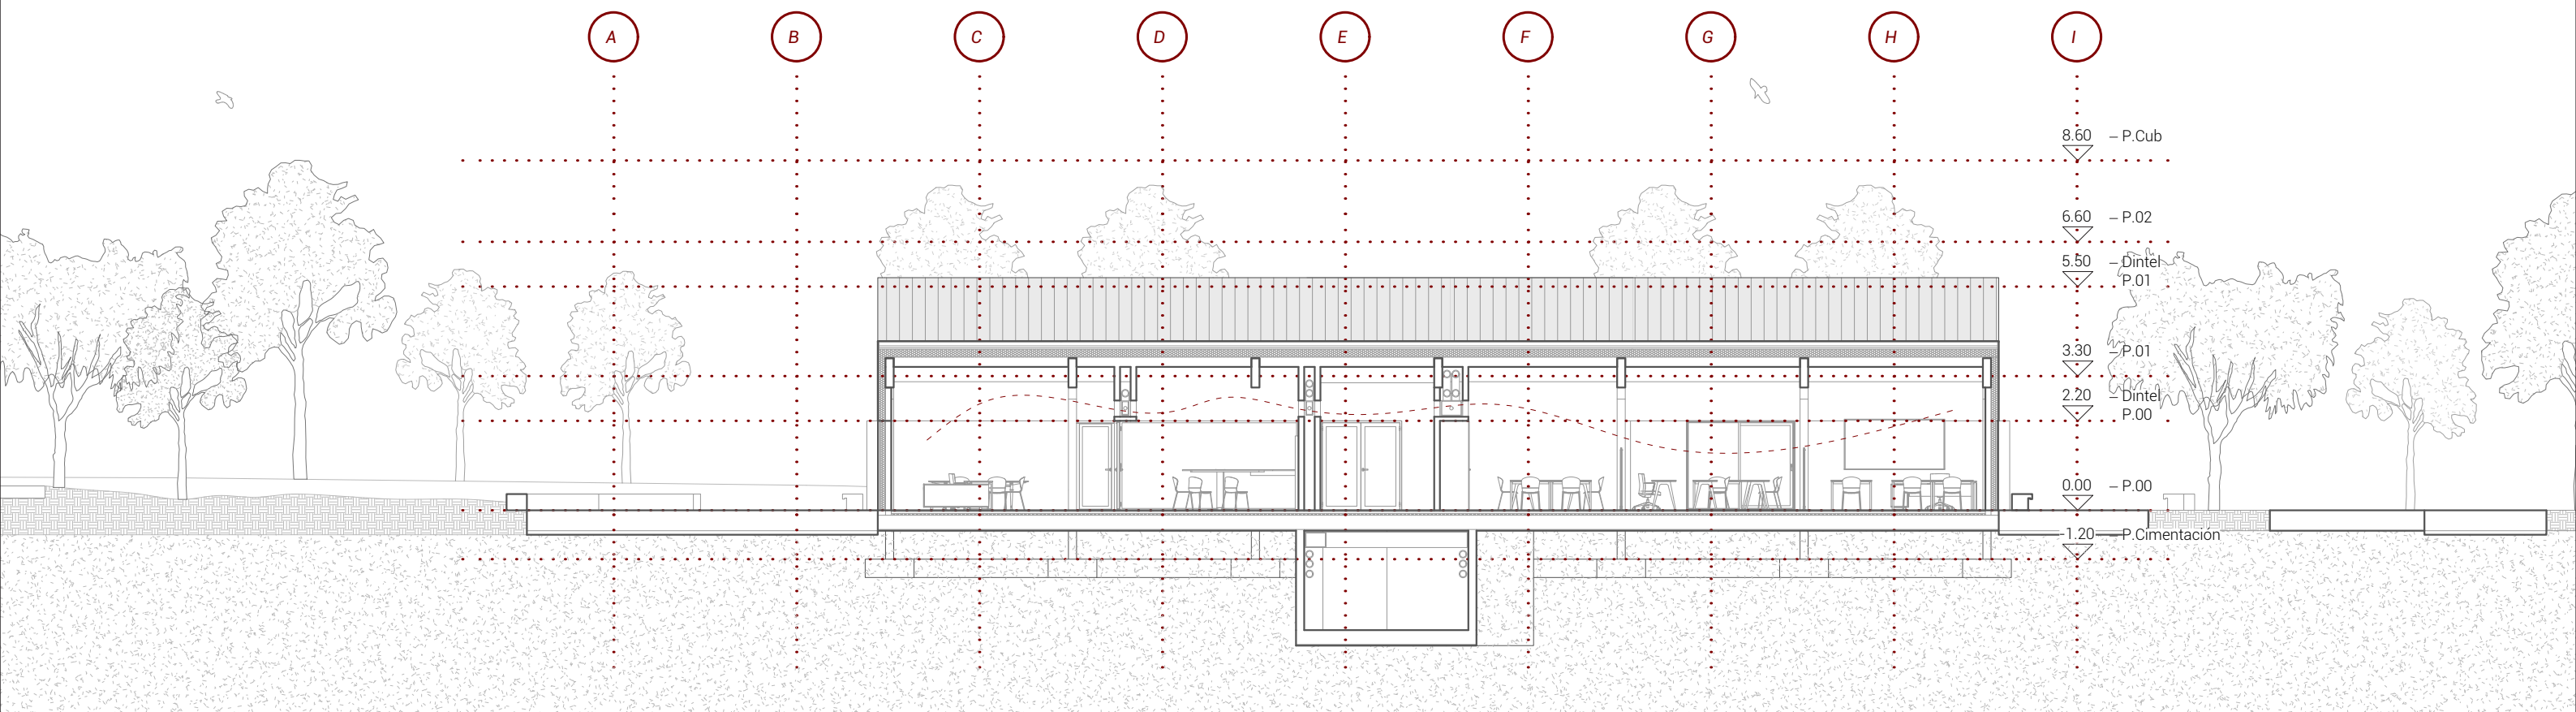 A B C D E F G H I
8.60 – P.Cub
6.60 – P.02
5.50 – Dintel
P.01
3.30 – P.01
2.20 – Dintel
P.00
0.00 – P.00
-1.20 – P.Cimentación